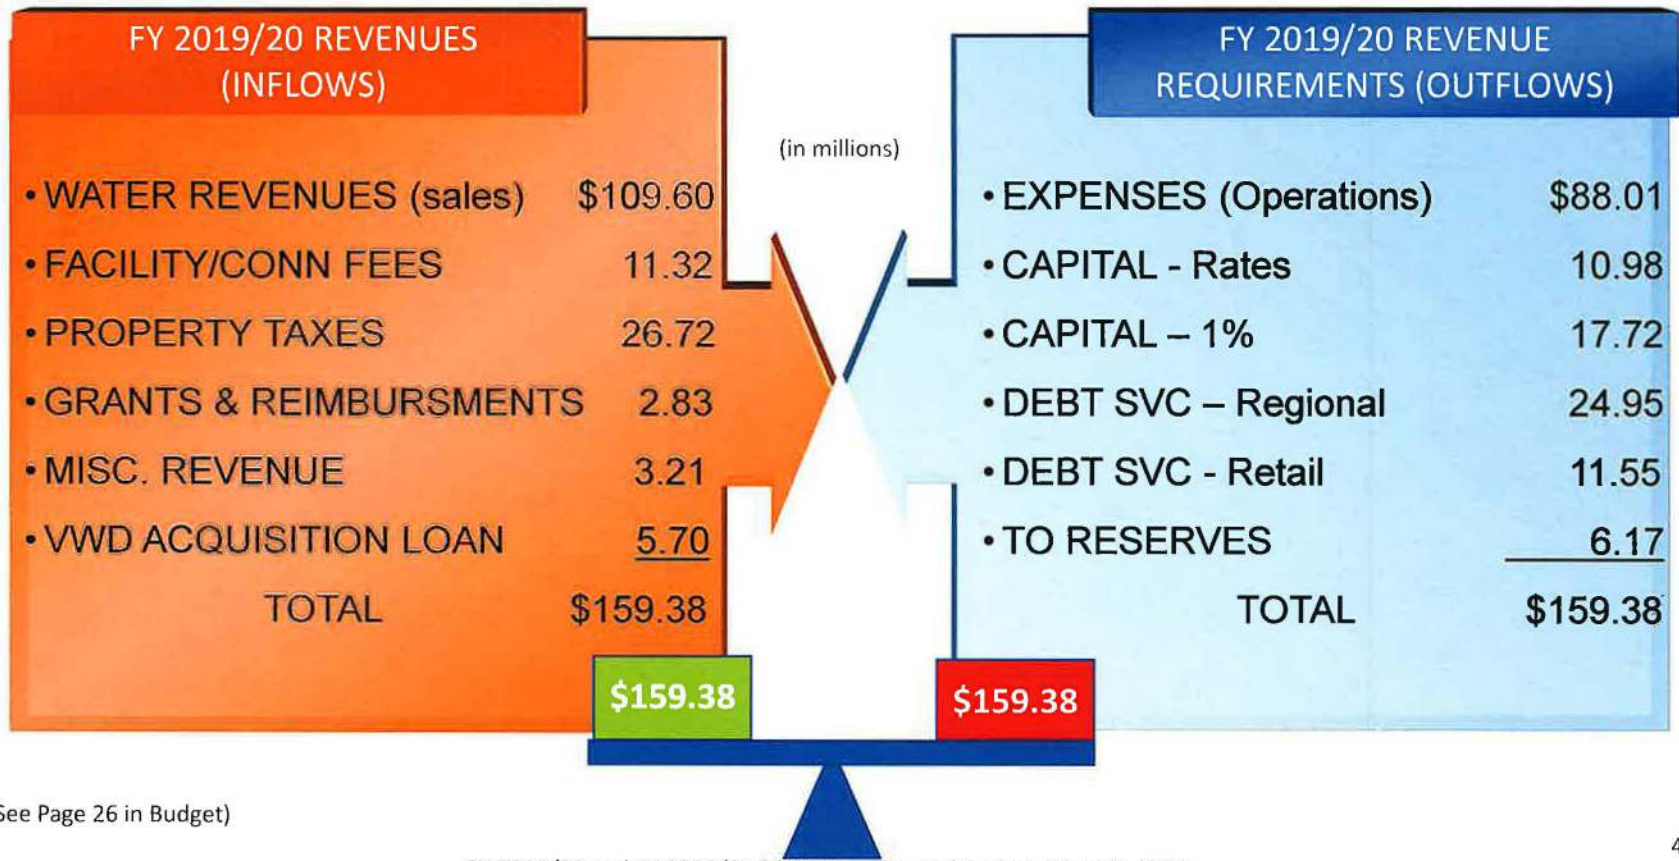 FY 2019/20 REVENUES
(INFLOWS)
• WATER REVENUES (sales) $109.60
• FACILITY/CONN FEES 11.32
• PROPERTY TAXES 26.72
• GRANTS & REIMBURSMENTS 2.83
• MISC. REVENUE 3.21
• VWD ACQUISITION LOAN 5.70
TOTAL $159.38
$159.38
(in millions)
FY 2019/20 REVENUE
REQUIREMENTS (OUTFLOWS)
• EXPENSES (Operations) $88.01
• CAPITAL - Rates 10.98
• CAPITAL – 1% 17.72
• DEBT SVC – Regional 24.95
• DEBT SVC - Retail 11.55
• TO RESERVES 6.17
TOTAL $159.38
$159.38
See Page 26 in Budget)